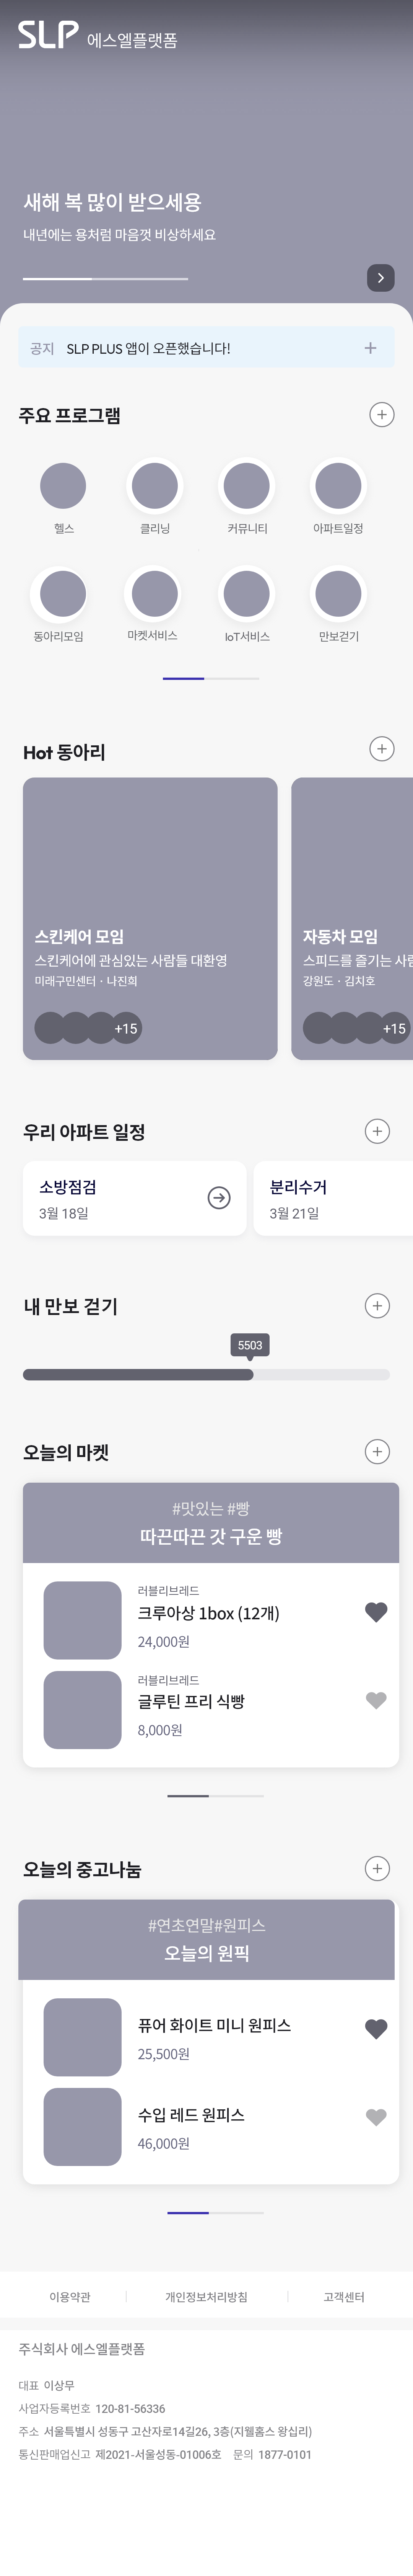 SLP 에스엘플랫폼
새해 복 많이 받으세용
내년에는 용처럼 마음껏 비상하세요
공지 SLP PLUS 앱이 오픈했습니다!
주요 프로그램
헬스 클리닝 커뮤니티 아파트일정
동아리모임 마켓서비스 IoT서비스 만보걷기
Hot 동아리
스킨케어 모임
스킨케어에 관심있는 사람들 대환영
미래구민센터 · 나진희
+15
자동차 모임
스피드를 즐기는 사람
강원도 · 김치호
+15
우리 아파트 일정
소방점검
3월 18일
분리수거
3월 21일
내 만보 걷기
5503
오늘의 마켓
#맛있는 #빵
따끈따끈 갓 구운 빵
러블리브레드
크루아상 1box (12개)
24,000원
러블리브레드
글루틴 프리 식빵
8,000원
오늘의 중고나눔
#연초연말#원피스
오늘의 원픽
퓨어 화이트 미니 원피스
25,500원
수입 레드 원피스
46,000원
이용약관 개인정보처리방침 고객센터
주식회사 에스엘플랫폼
대표 이상무
사업자등록번호 120-81-56336
주소 서울특별시 성동구 고산자로14길26, 3층(지웰홈스 왕십리)
통신판매업신고 제2021-서울성동-01006호 문의 1877-0101